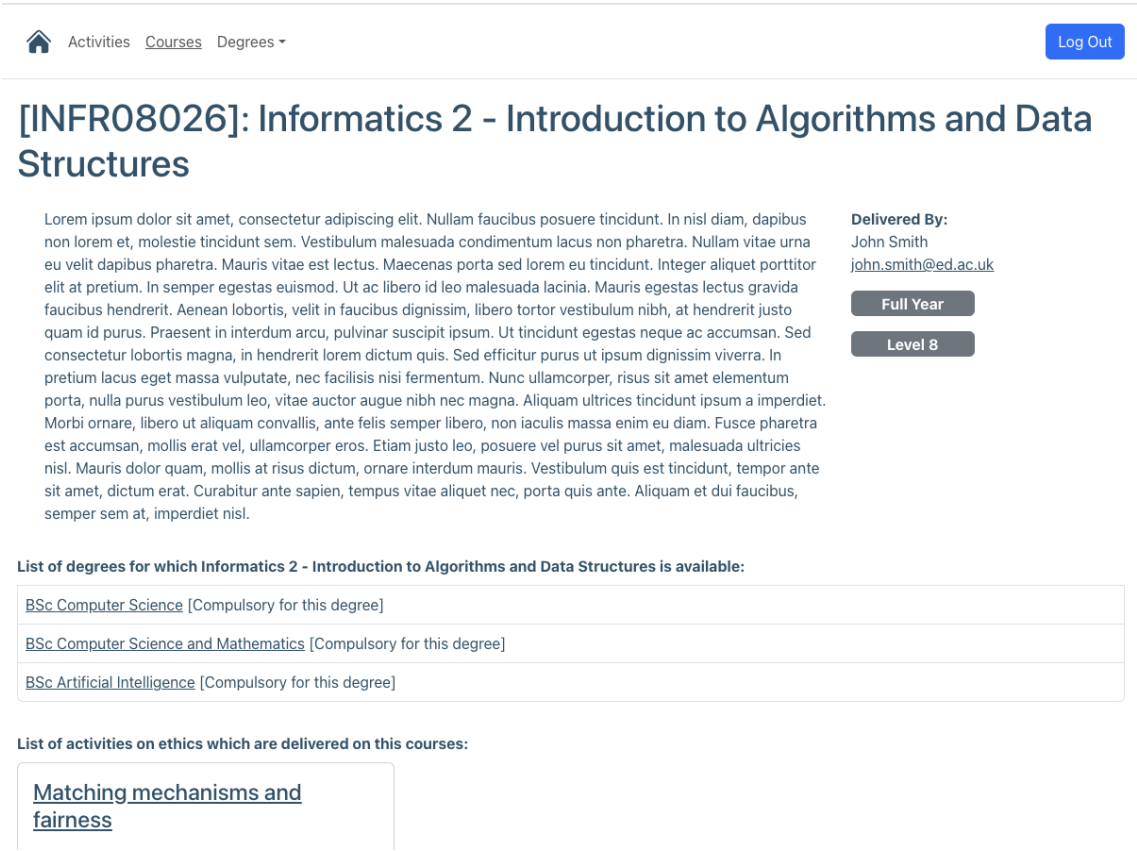 Activities Courses Degrees Log Out
[INFR08026]: Informatics 2 - Introduction to Algorithms and Data
Structures
Lorem ipsum dolor sit amet, consectetur adipiscing elit. Nullam faucibus posuere tincidunt. In nisl diam, dapibus
non lorem et, molestie tincidunt sem. Vestibulum malesuada condimentum lacus non pharetra. Nullam vitae urna
eu velit dapibus pharetra. Mauris vitae est lectus. Maecenas porta sed lorem eu tincidunt. Integer aliquet porttitor
elit at pretium. In semper egestas euismod. Ut ac libero id leo malesuada lacinia. Mauris egestas lectus gravida
faucibus hendrerit. Aenean lobortis, velit in faucibus dignissim, libero tortor vestibulum nibh, at hendrerit justo
quam id purus. Praesent in interdum arcu, pulvinar suscipit ipsum. Ut tincidunt egestas neque ac accumsan. Sed
consectetur lobortis magna, in hendrerit lorem dictum quis. Sed efficitur purus ut ipsum dignissim viverra. In
pretium lacus eget massa vulputate, nec facilisis nisi fermentum. Nunc ullamcorper, risus sit amet elementum
porta, nulla purus vestibulum leo, vitae auctor augue nibh nec magna. Aliquam ultrices tincidunt ipsum a imperdiet.
Morbi ornare, libero ut aliquam convallis, ante felis semper libero, non iaculis massa enim eu diam. Fusce pharetra
est accumsan, mollis erat vel, ullamcorper eros. Etiam justo leo, posuere vel purus sit amet, malesuada ultricies
nisl. Mauris dolor quam, mollis at risus dictum, ornare interdum mauris. Vestibulum quis est tincidunt, tempor ante
sit amet, dictum erat. Curabitur ante sapien, tempus vitae aliquet nec, porta quis ante. Aliquam et dui faucibus,
semper sem at, imperdiet nisl.
Delivered By:
John Smith
john.smith@ed.ac.uk
Full Year
Level 8
List of degrees for which Informatics 2 - Introduction to Algorithms and Data Structures is available:
BSc Computer Science [Compulsory for this degree]
BSc Computer Science and Mathematics [Compulsory for this degree]
BSc Artificial Intelligence [Compulsory for this degree]
List of activities on ethics which are delivered on this courses:
Matching mechanisms and
fairness